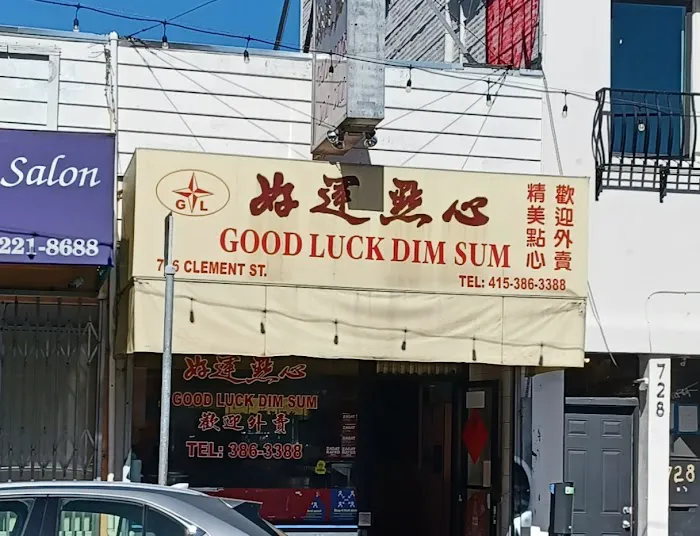 Salon
221-8688
G L
好運點心
GOOD LUCK DIM SUM
CLEMENT ST.
TEL: 415-386-3388
精美點心
歡迎外賣
好運點心
GOOD LUCK DIM SUM
歡迎外賣
TEL: 386-3388
728
728